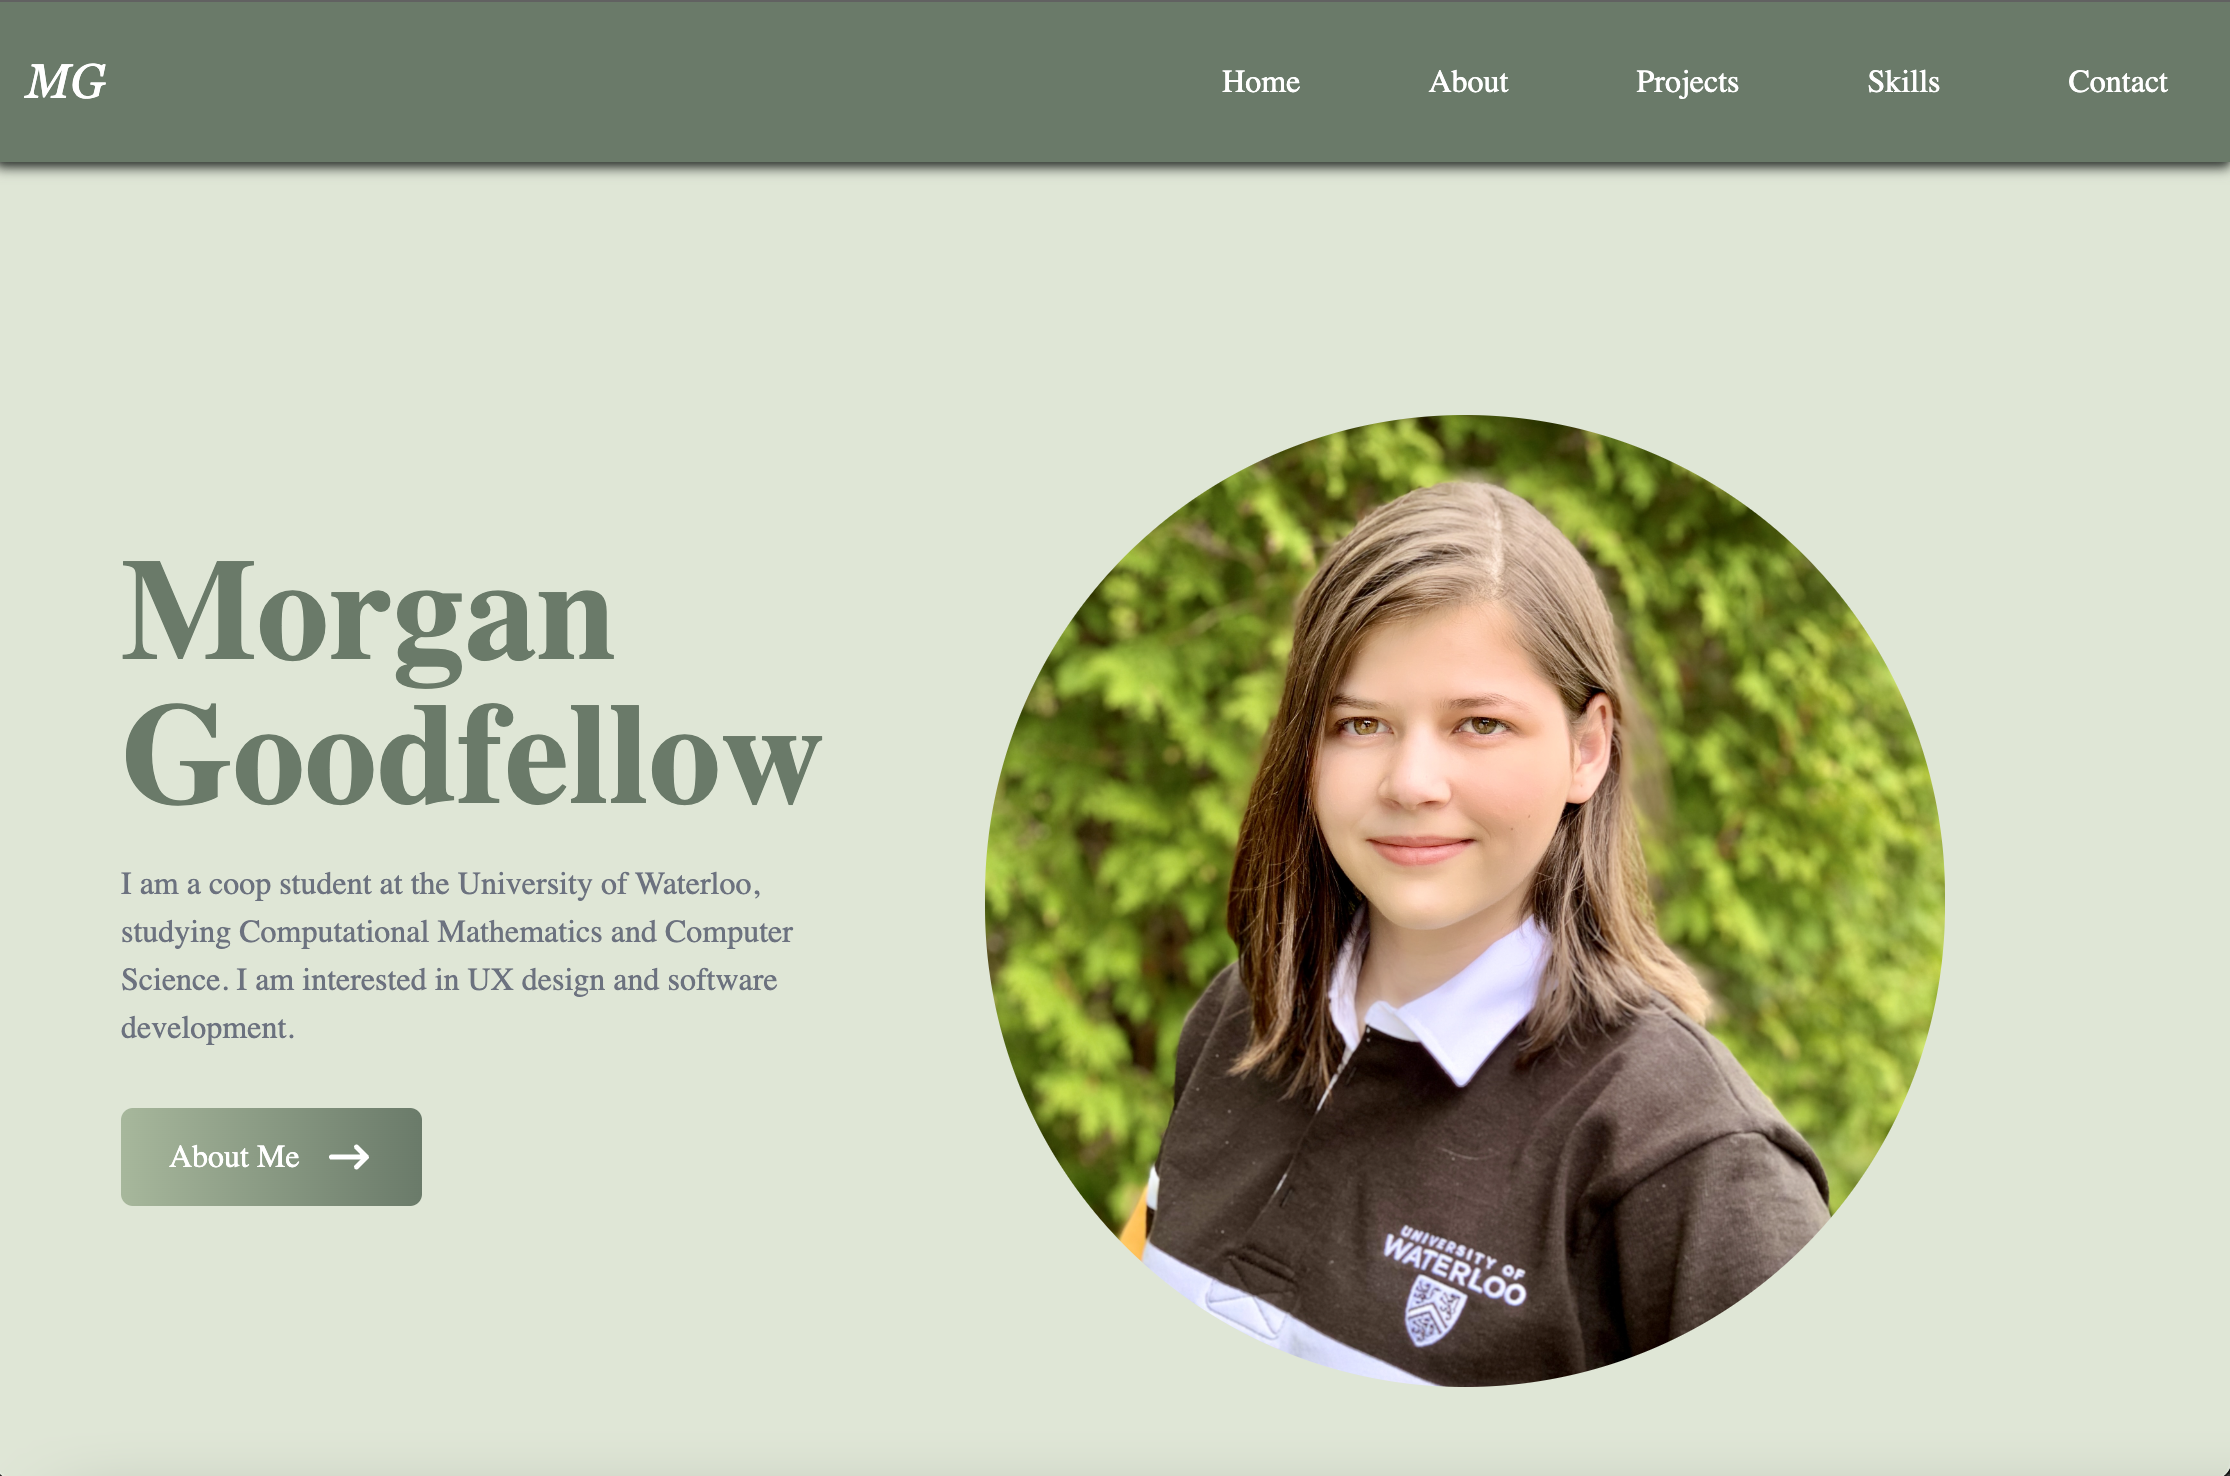 MG
Home About Projects Skills Contact
Morgan
Goodfellow
I am a coop student at the University of Waterloo,
studying Computational Mathematics and Computer
Science. I am interested in UX design and software
development.
About Me
UNIVERSITY OF
WATERLOO